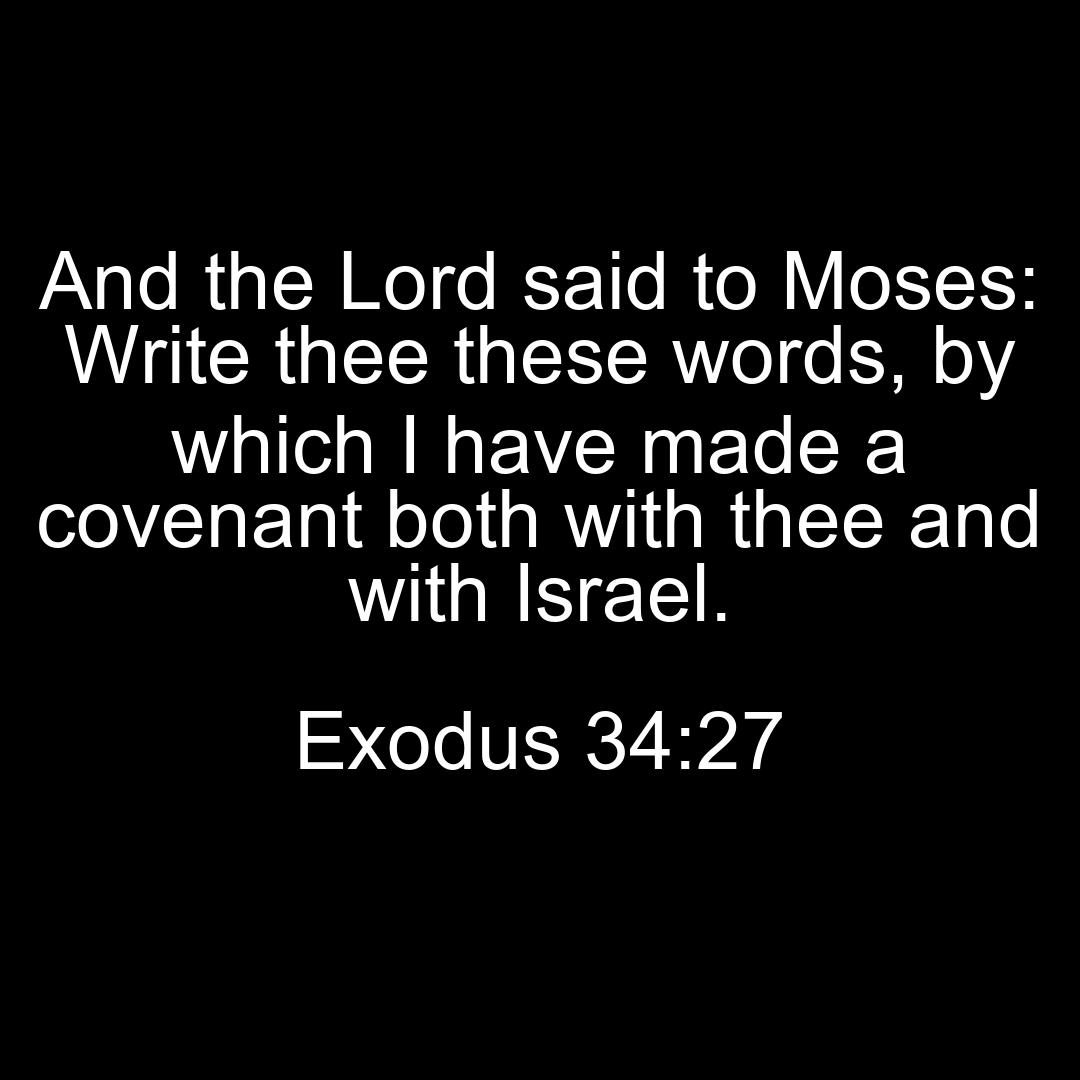 And the Lord said to Moses:
Write thee these words, by
which I have made a
covenant both with thee and
with Israel.
Exodus 34:27